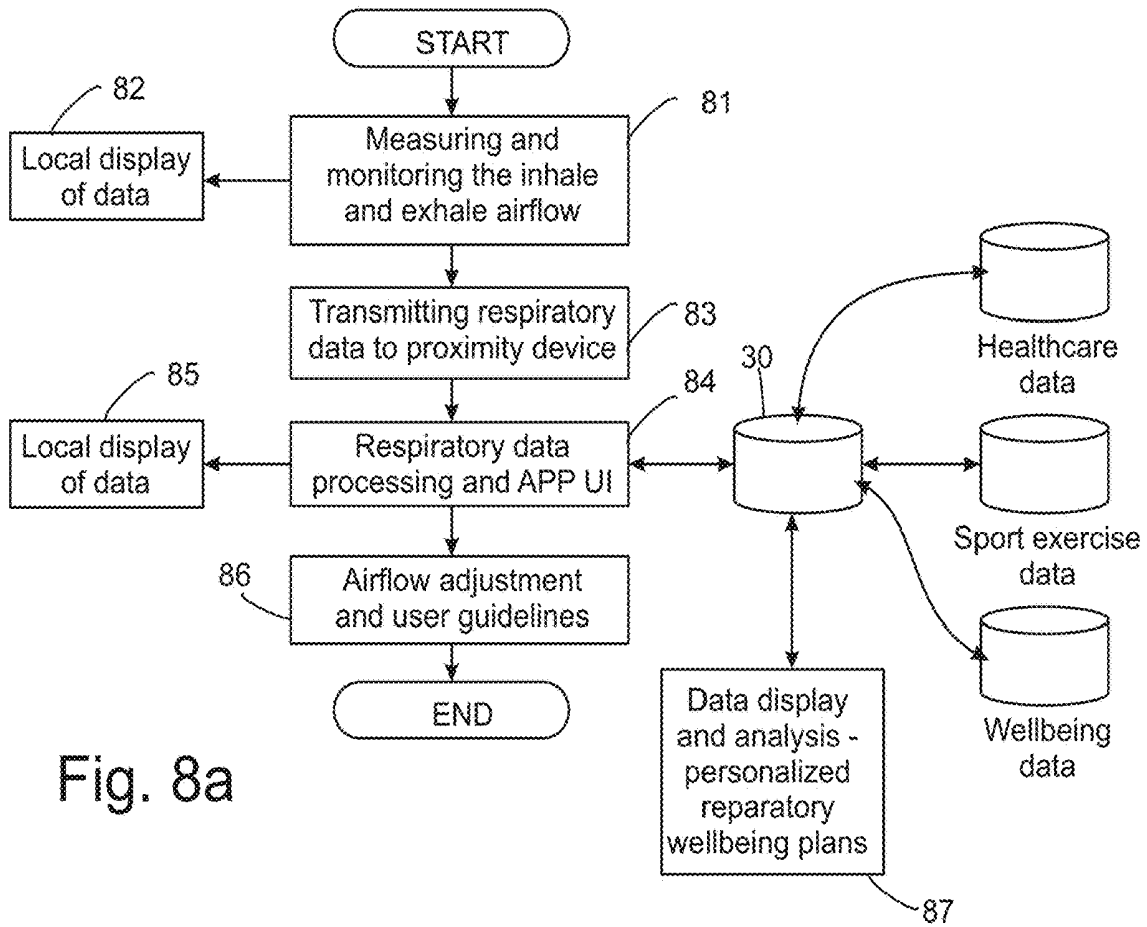 START
82
81
Local display
of data
Measuring and
monitoring the inhale
and exhale airflow
Transmitting respiratory
data to proximity device
83
Healthcare
data
85
84
30
Local display
of data
Respiratory data
processing and APP UI
Sport exercise
data
86
Airflow adjustment
and user guidelines
END
Data display
and analysis -
personalized
reparatory
wellbeing plans
Wellbeing
data
Fig. 8a
87